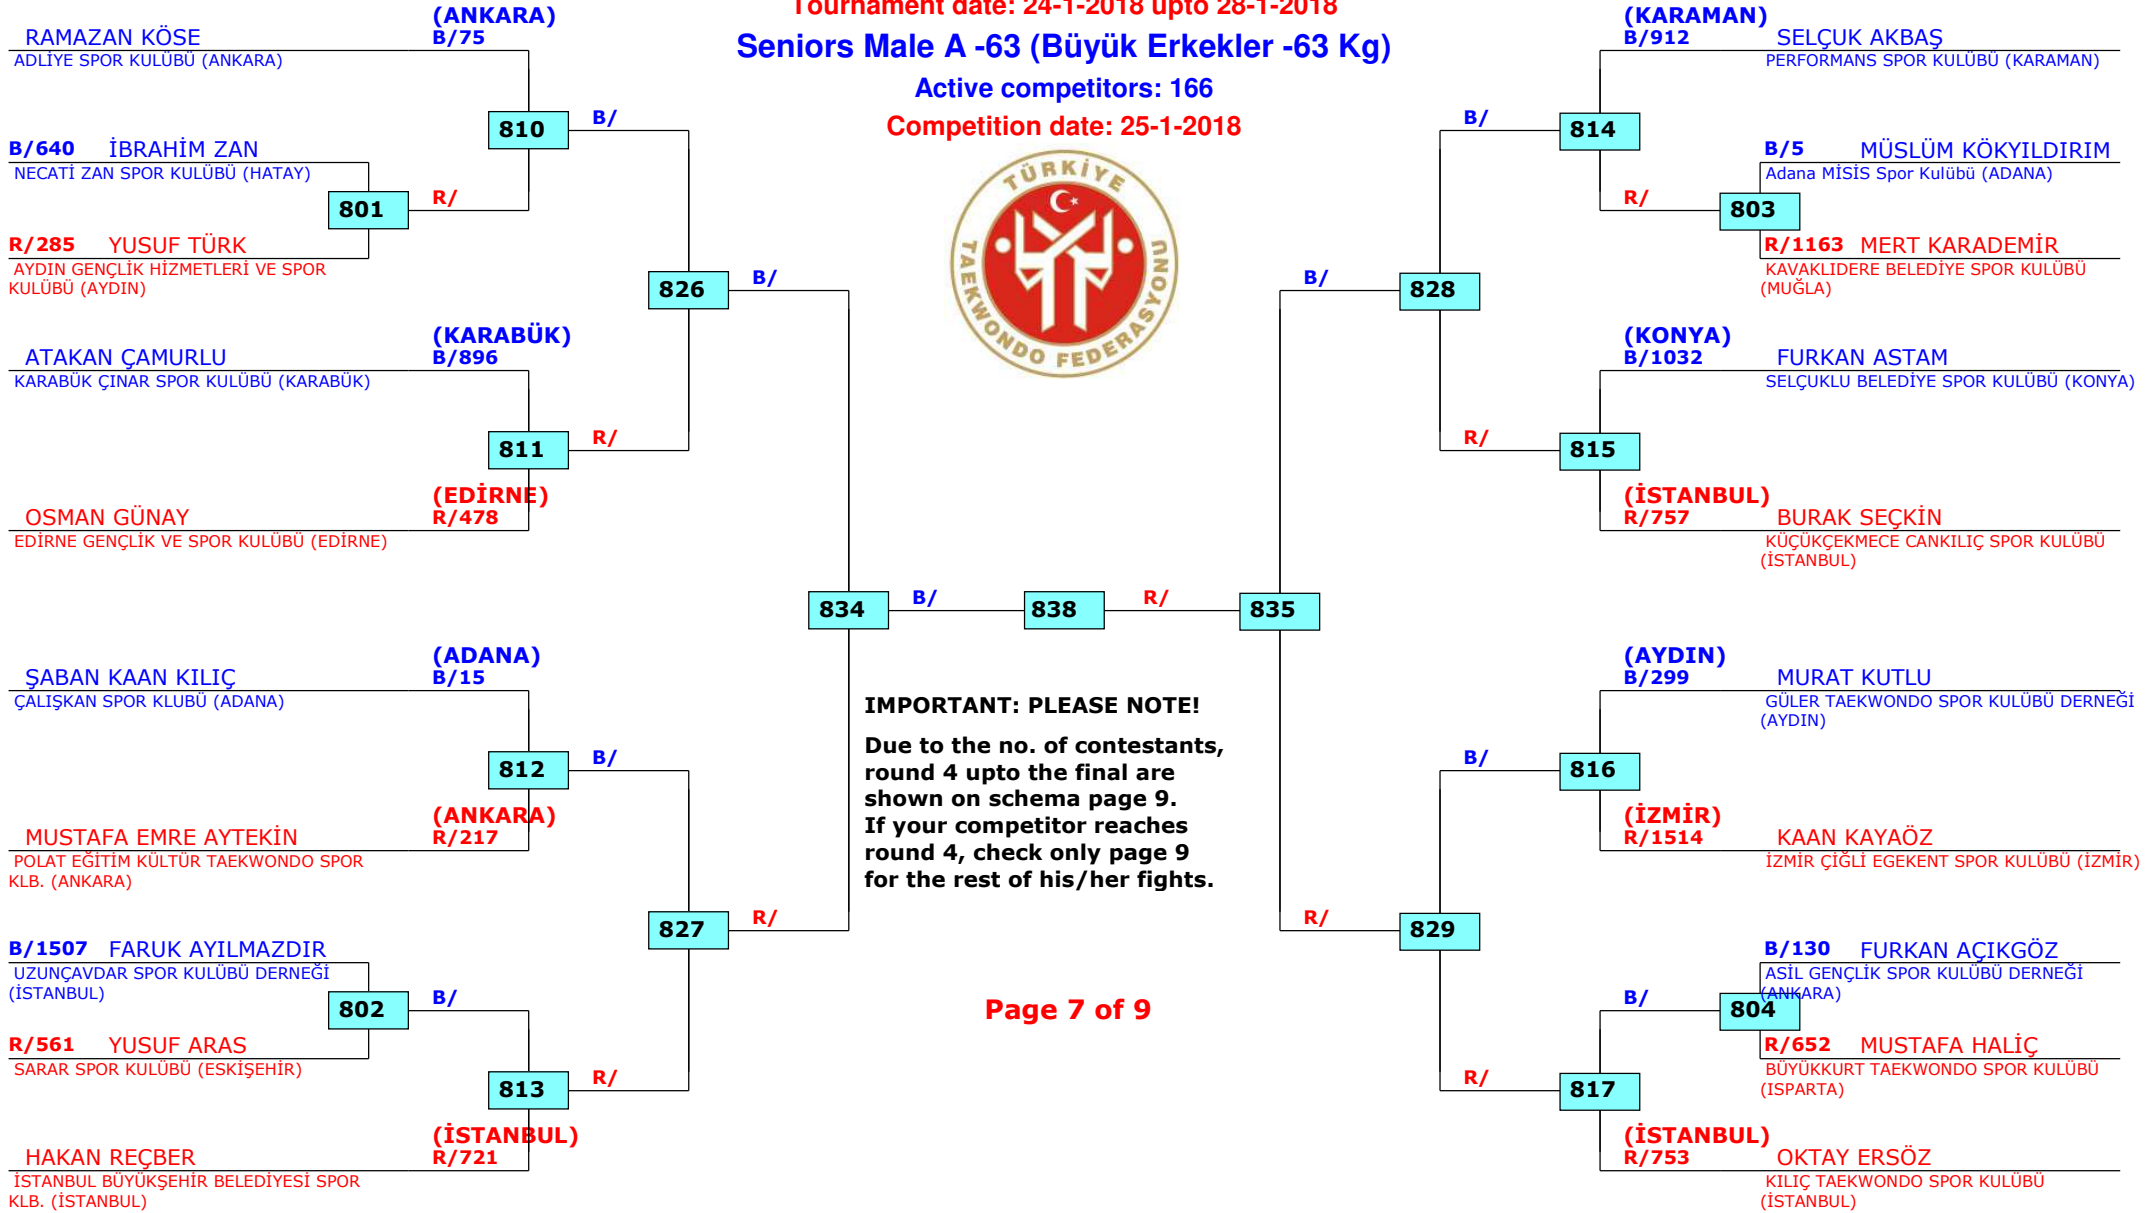 Tournament date: 24-1-2018 upto 28-1-2018
Seniors Male A -63 (Büyük Erkekler -63 Kg)
Active competitors: 166
Competition date: 25-1-2018
TÜRKİYE
TAEKWONDO FEDERASYONU
(ANKARA)
RAMAZAN KÖSE B/75
ADLİYE SPOR KULÜBÜ (ANKARA)
810 B/
B/640 İBRAHİM ZAN
NECATİ ZAN SPOR KULÜBÜ (HATAY)
801 R/
R/285 YUSUF TÜRK
AYDIN GENÇLİK HİZMETLERİ VE SPOR
KULÜBÜ (AYDIN)
826 B/
(KARABÜK)
ATAKAN ÇAMURLU B/896
KARABÜK ÇINAR SPOR KULÜBÜ (KARABÜK)
811 R/
(EDİRNE)
OSMAN GÜNAY R/478
EDİRNE GENÇLİK VE SPOR KULÜBÜ (EDİRNE)
834 B/ 838 R/ 835
(ADANA)
ŞABAN KAAN KILIÇ B/15
ÇALIŞKAN SPOR KLUBÜ (ADANA)
812 B/
(ANKARA)
MUSTAFA EMRE AYTEKİN R/217
POLAT EĞİTİM KÜLTÜR TAEKWONDO SPOR
KLB. (ANKARA)
827 R/
B/1507 FARUK AYILMAZDIR
UZUNÇAVDAR SPOR KULÜBÜ DERNEĞİ
(İSTANBUL)
802 B/
R/561 YUSUF ARAS
SARAR SPOR KULÜBÜ (ESKİŞEHİR)
813 R/
(İSTANBUL)
HAKAN REÇBER R/721
İSTANBUL BÜYÜKŞEHİR BELEDİYESİ SPOR
KLB. (İSTANBUL)
IMPORTANT: PLEASE NOTE!
Due to the no. of contestants,
round 4 upto the final are
shown on schema page 9.
If your competitor reaches
round 4, check only page 9
for the rest of his/her fights.
Page 7 of 9
(KARAMAN)
B/912 SELÇUK AKBAŞ
PERFORMANS SPOR KULÜBÜ (KARAMAN)
B/ 814
B/5 MÜSLÜM KÖKYILDIRIM
Adana MİSİS Spor Kulübü (ADANA)
R/ 803
R/1163 MERT KARADEMİR
KAVAKLIDERE BELEDİYE SPOR KULÜBÜ
(MUĞLA)
B/ 828
(KONYA)
B/1032 FURKAN ASTAM
SELÇUKLU BELEDİYE SPOR KULÜBÜ (KONYA)
R/ 815
(İSTANBUL)
R/757 BURAK SEÇKİN
KÜÇÜKÇEKMECE CANKILIÇ SPOR KULÜBÜ
(İSTANBUL)
(AYDIN)
B/299 MURAT KUTLU
GÜLER TAEKWONDO SPOR KULÜBÜ DERNEĞİ
(AYDIN)
B/ 816
(İZMİR)
R/1514 KAAN KAYAÖZ
İZMİR ÇİĞLİ EGEKENT SPOR KULÜBÜ (İZMİR)
R/ 829
B/130 FURKAN AÇIKGÖZ
ASİL GENÇLİK SPOR KULÜBÜ DERNEĞİ
(ANKARA)
B/ 804
R/652 MUSTAFA HALİÇ
BÜYÜKKURT TAEKWONDO SPOR KULÜBÜ
(ISPARTA)
R/ 817
(İSTANBUL)
R/753 OKTAY ERSÖZ
KILIÇ TAEKWONDO SPOR KULÜBÜ
(İSTANBUL)